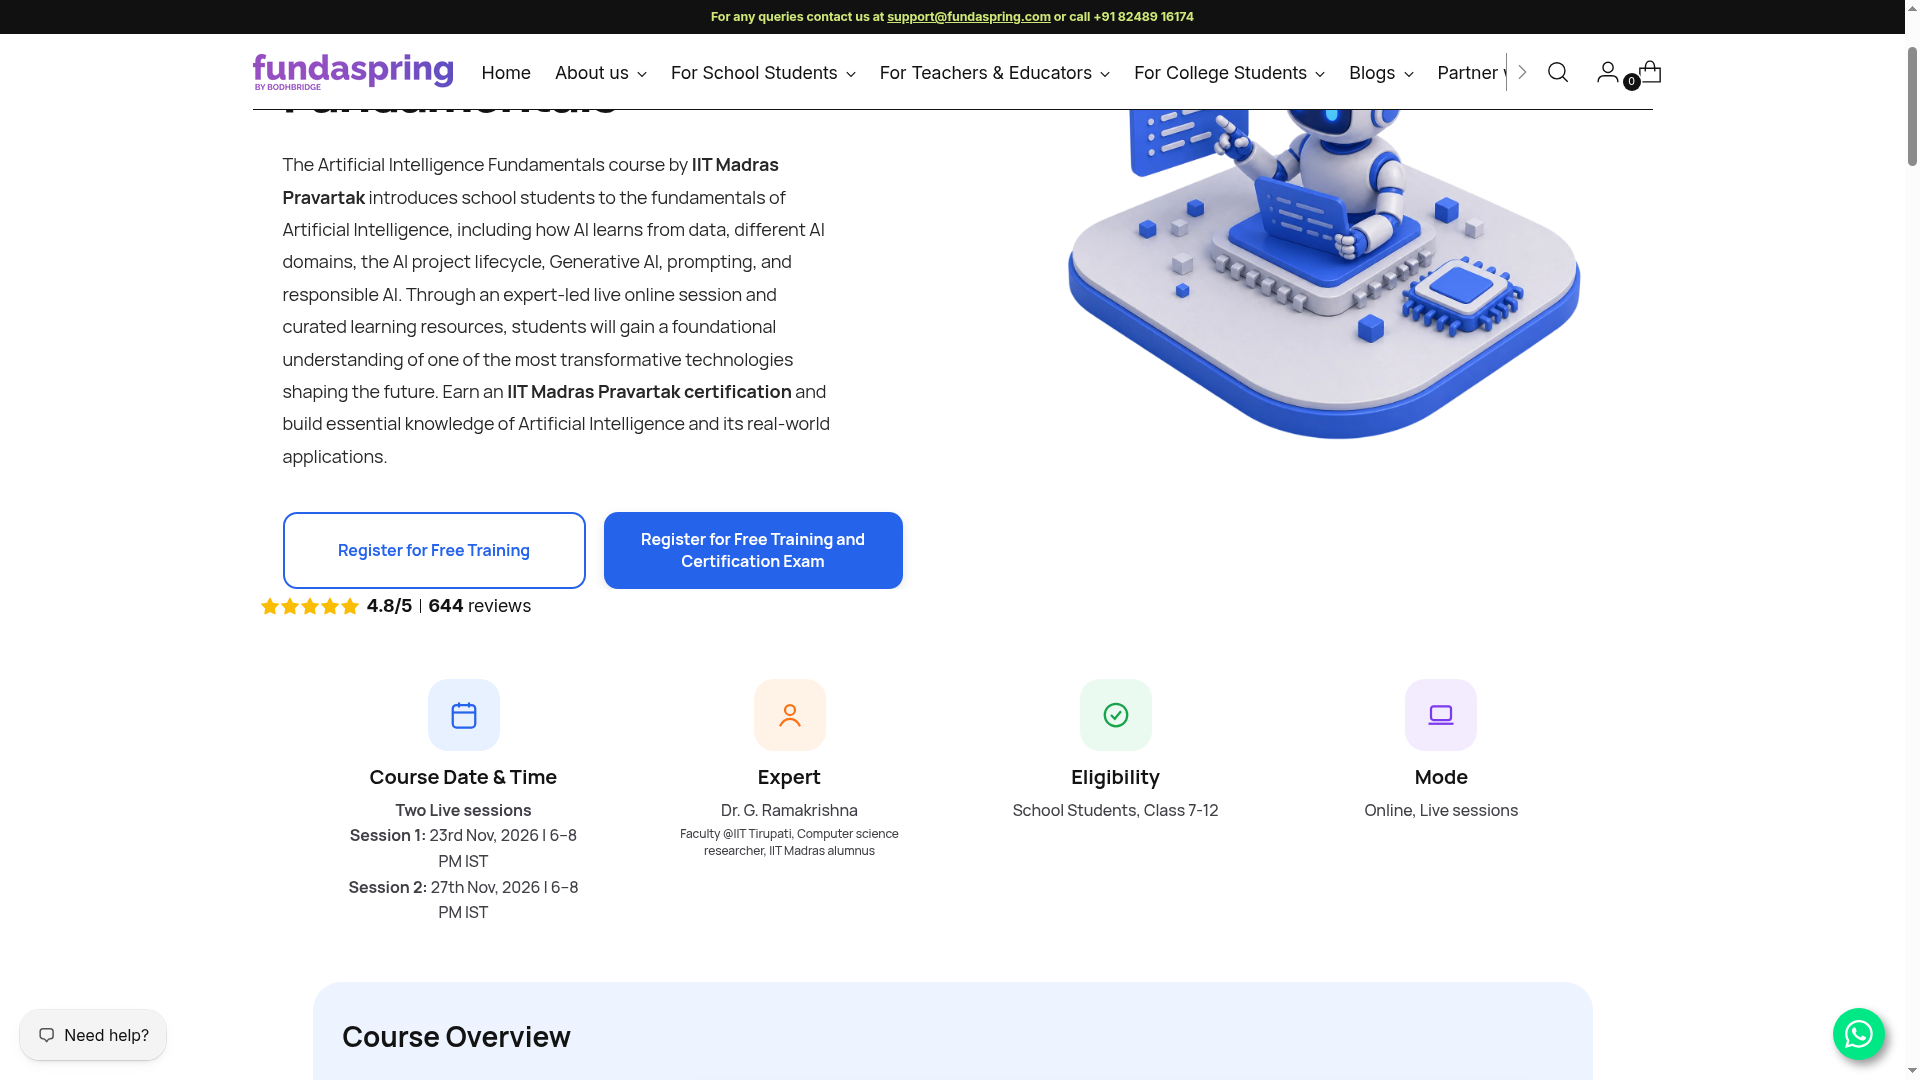 For any queries contact us at support@fundaspring.com or call +91 82489 16174
fundaspring
BY BODHBRIDGE
Home
About us
For School Students
For Teachers & Educators
For College Students
Blogs
Partner
0
Fundamentals
The Artificial Intelligence Fundamentals course by IIT Madras
Pravartak introduces school students to the fundamentals of
Artificial Intelligence, including how AI learns from data, different AI
domains, the AI project lifecycle, Generative AI, prompting, and
responsible AI. Through an expert-led live online session and
curated learning resources, students will gain a foundational
understanding of one of the most transformative technologies
shaping the future. Earn an IIT Madras Pravartak certification and
build essential knowledge of Artificial Intelligence and its real-world
applications.
Register for Free Training
Register for Free Training and
Certification Exam
4.8/5 | 644 reviews
Course Date & Time
Two Live sessions
Session 1: 23rd Nov, 2026 | 6–8
PM IST
Session 2: 27th Nov, 2026 | 6–8
PM IST
Expert
Dr. G. Ramakrishna
Faculty @IIT Tirupati, Computer science
researcher, IIT Madras alumnus
Eligibility
School Students, Class 7-12
Mode
Online, Live sessions
Course Overview
Need help?